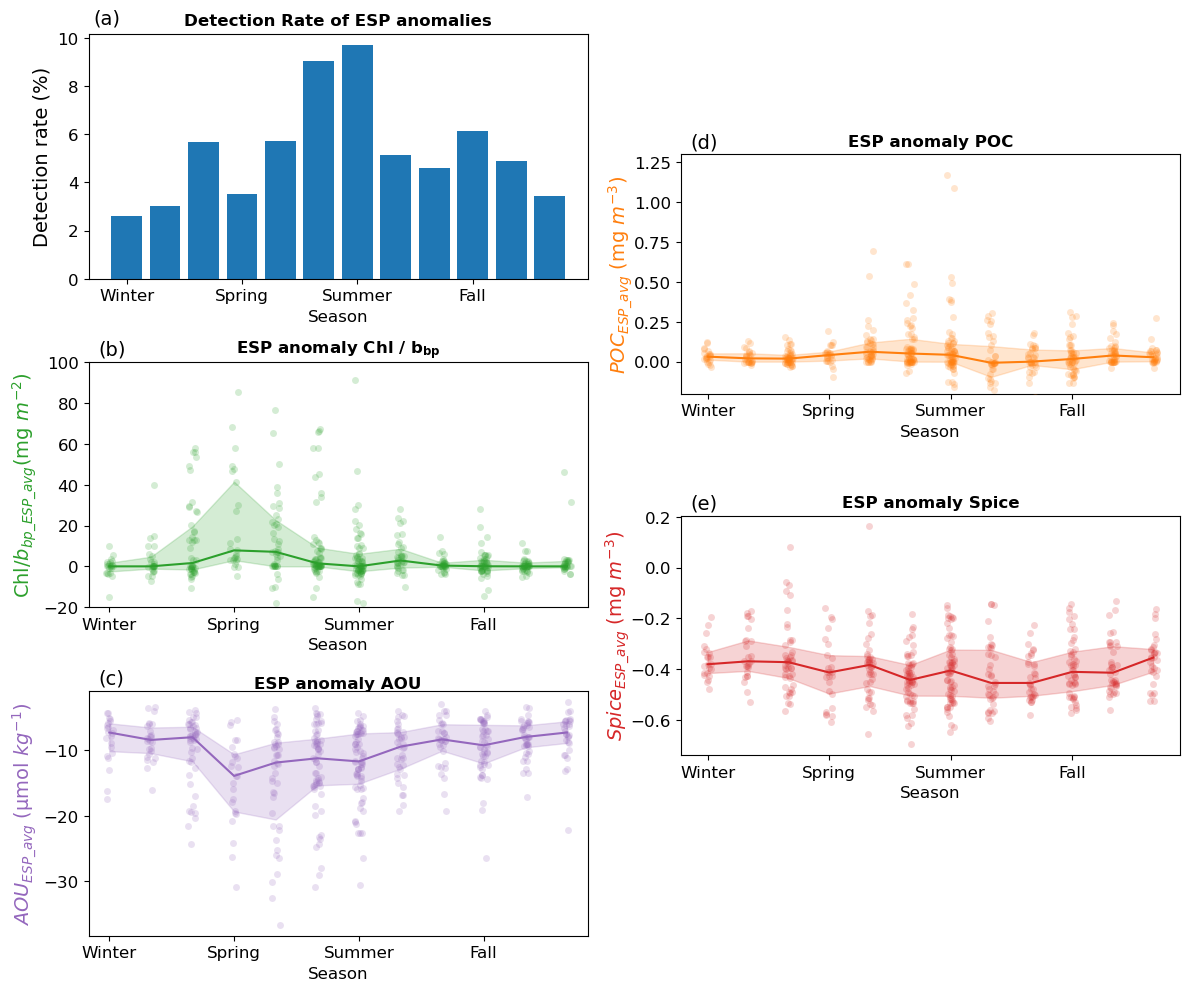 (a)
Detection Rate of ESP anomalies
Detection rate (%)
10
8
6
4
2
0
Winter Spring Summer Fall
Season
(b)
ESP anomaly Chl / b_bp
Chl/b_bp_ESP_avg(mg m⁻²)
100
80
60
40
20
0
−20
Winter Spring Summer Fall
Season
(c)
ESP anomaly AOU
AOU_ESP_avg (μmol kg⁻¹)
−10
−20
−30
Winter Spring Summer Fall
Season
(d)
ESP anomaly POC
POC_ESP_avg (mg m⁻³)
1.25
1.00
0.75
0.50
0.25
0.00
Winter Spring Summer Fall
Season
(e)
ESP anomaly Spice
Spice_ESP_avg (mg m⁻³)
0.2
0.0
−0.2
−0.4
−0.6
Winter Spring Summer Fall
Season